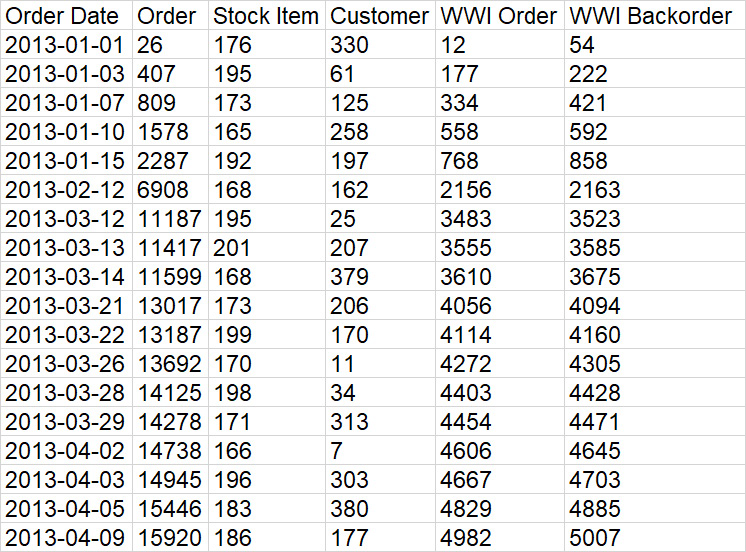 Order Date Order Stock Item Customer WWI Order WWI Backorder
2013-01-01 26 176 330 12 54
2013-01-03 407 195 61 177 222
2013-01-07 809 173 125 334 421
2013-01-10 1578 165 258 558 592
2013-01-15 2287 192 197 768 858
2013-02-12 6908 168 162 2156 2163
2013-03-12 11187 195 25 3483 3523
2013-03-13 11417 201 207 3555 3585
2013-03-14 11599 168 379 3610 3675
2013-03-21 13017 173 206 4056 4094
2013-03-22 13187 199 170 4114 4160
2013-03-26 13692 170 11 4272 4305
2013-03-28 14125 198 34 4403 4428
2013-03-29 14278 171 313 4454 4471
2013-04-02 14738 166 7 4606 4645
2013-04-03 14945 196 303 4667 4703
2013-04-05 15446 183 380 4829 4885
2013-04-09 15920 186 177 4982 5007